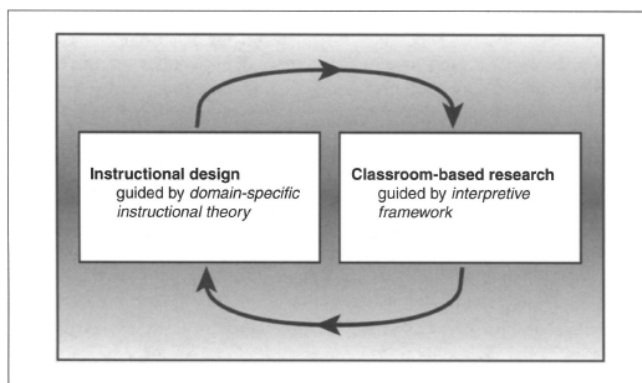 Instructional design
guided by domain-specific
instructional theory
Classroom-based research
guided by interpretive
framework